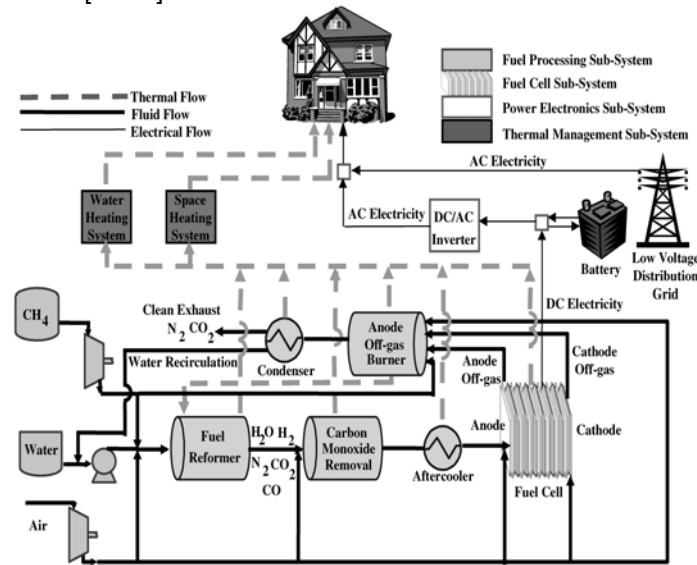 Fuel Processing Sub-System
Fuel Cell Sub-System
Power Electronics Sub-System
Thermal Management Sub-System
Thermal Flow
Fluid Flow
Electrical Flow
AC Electricity
Water
Heating
System
Space
Heating
System
AC Electricity
DC/AC
Inverter
Battery
Low Voltage
Distribution
Grid
DC Electricity
CH4
Clean Exhaust
N2 CO2
Water Recirculation
Condenser
Anode
Off-gas
Burner
Anode
Off-gas
Cathode
Off-gas
Water
Fuel
Reformer
H2O H2
N2 CO2
CO
Carbon
Monoxide
Removal
Aftercooler
Anode
Cathode
Fuel Cell
Air